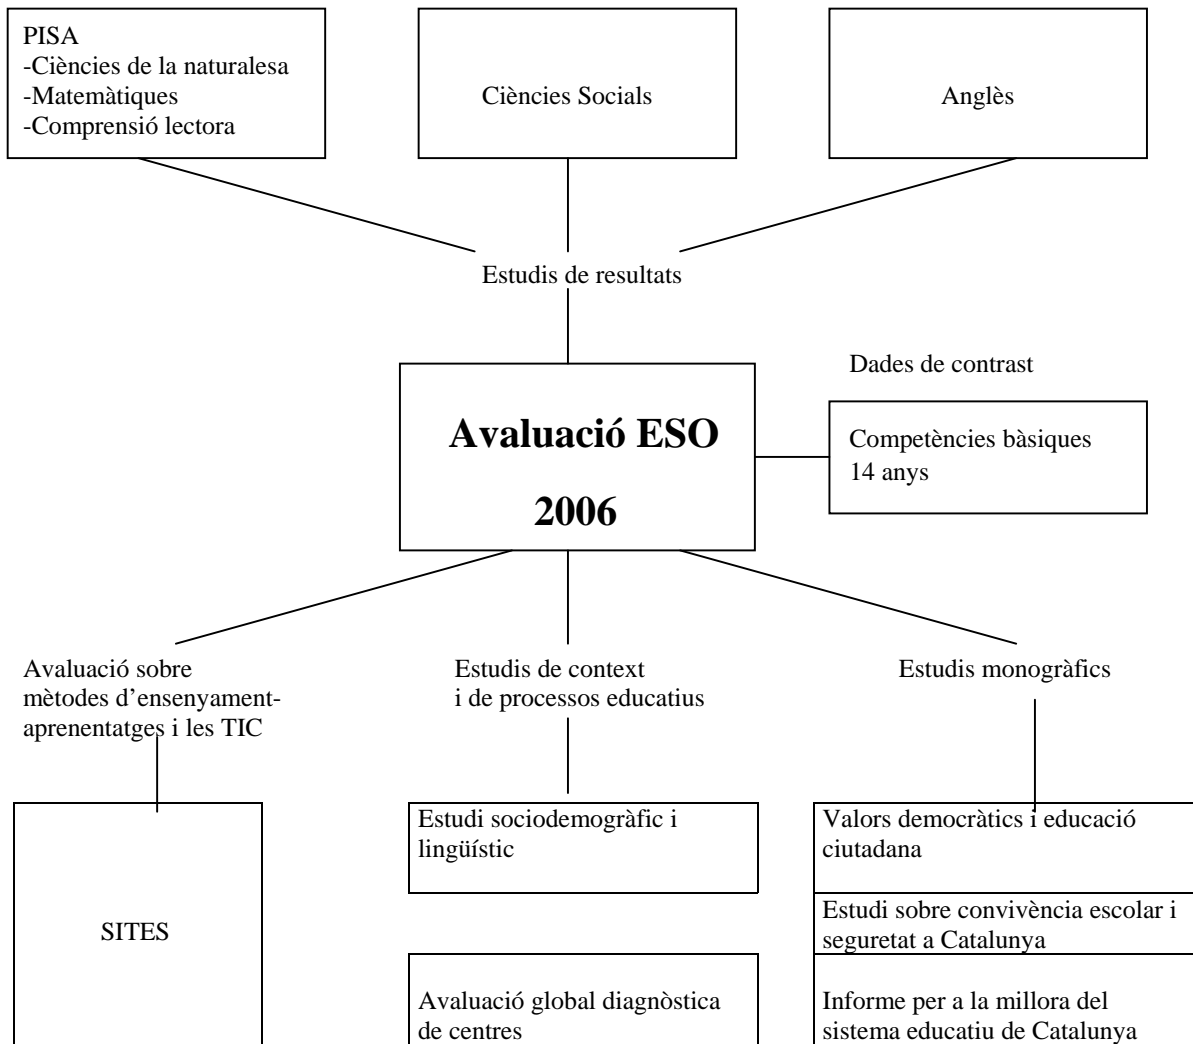 PISA
-Ciències de la naturalesa
-Matemàtiques
-Comprensió lectora
Ciències Socials
Anglès
Estudis de resultats
Avaluació ESO
2006
Dades de contrast
Competències bàsiques
14 anys
Avaluació sobre
mètodes d’ensenyament-
aprenentatges i les TIC
Estudis de context
i de processos educatius
Estudis monogràfics
SITES
Estudi sociodemogràfic i
lingüístic
Avaluació global diagnòstica
de centres
Valors democràtics i educació
ciutadana
Estudi sobre convivència escolar i
seguretat a Catalunya
Informe per a la millora del
sistema educatiu de Catalunya